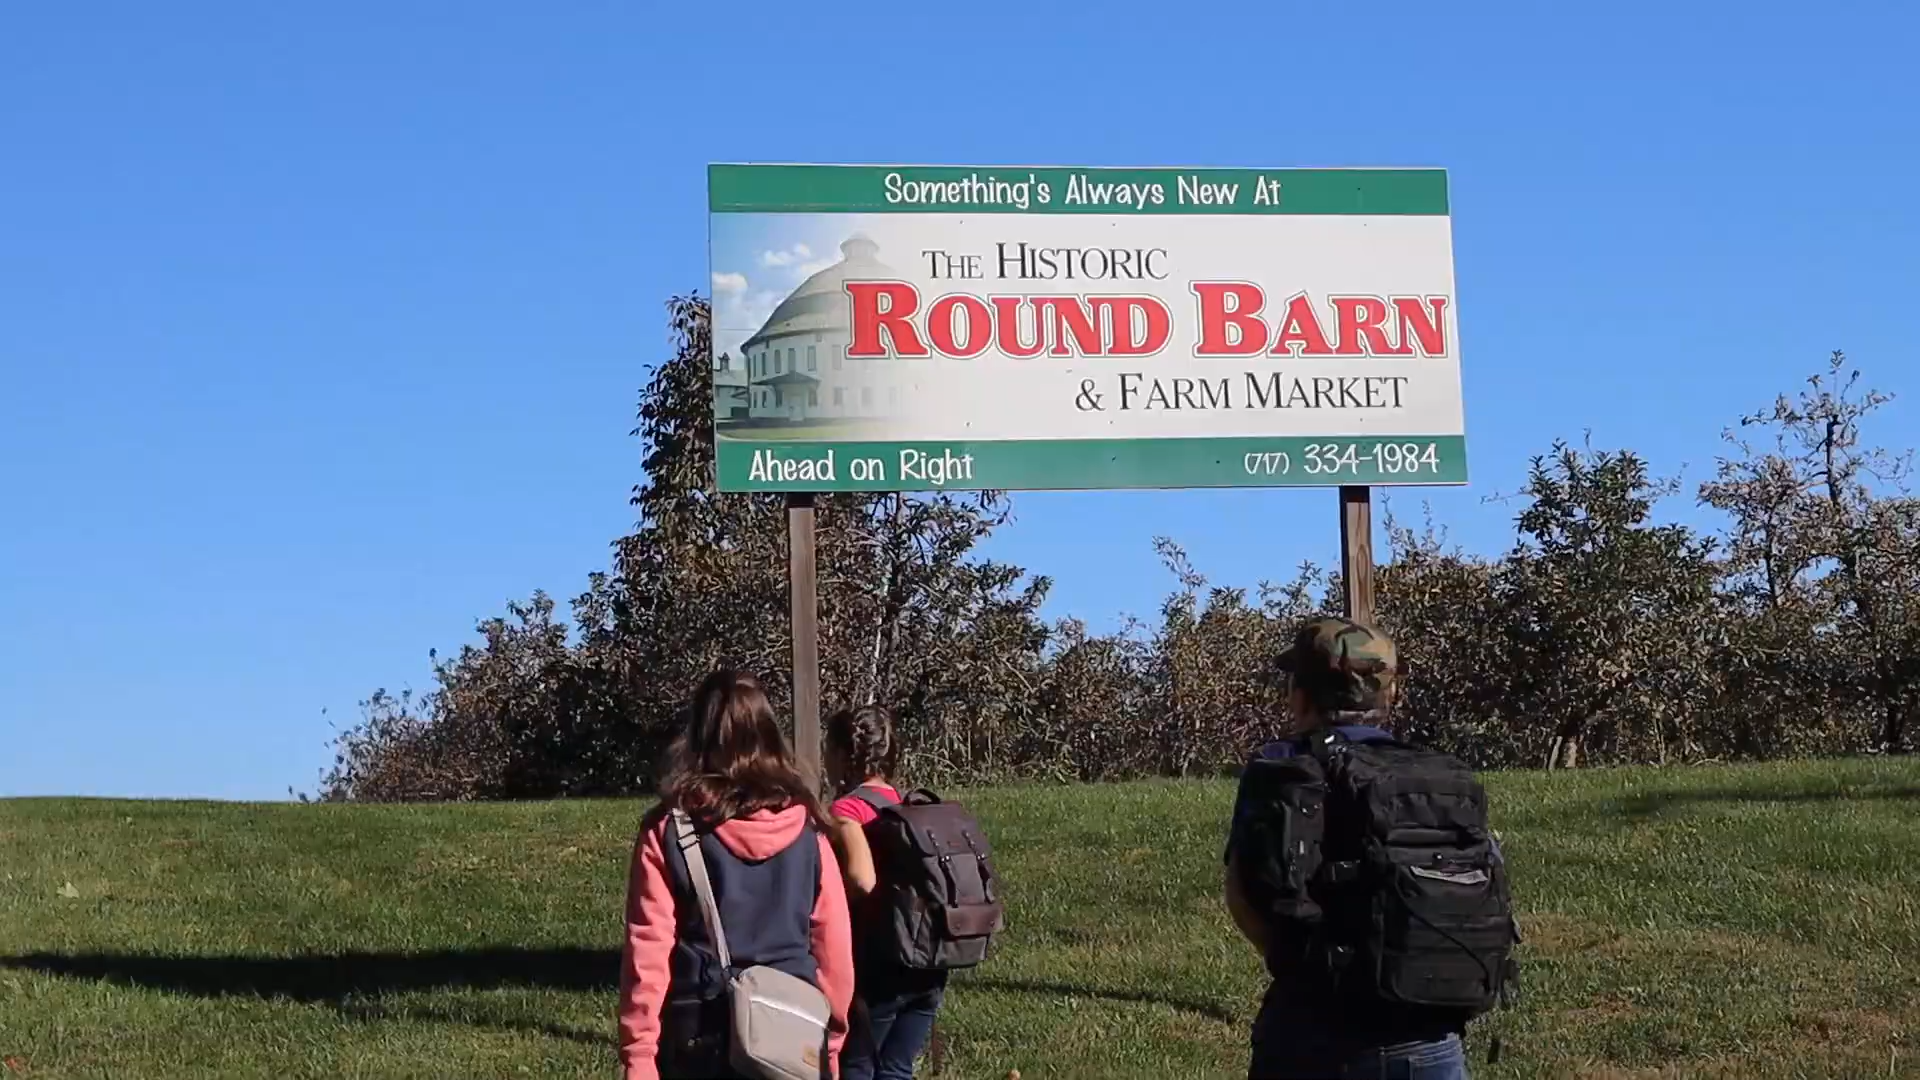 Something's Always New At
THE HISTORIC
ROUND BARN
& FARM MARKET
Ahead on Right
(717) 334-1984